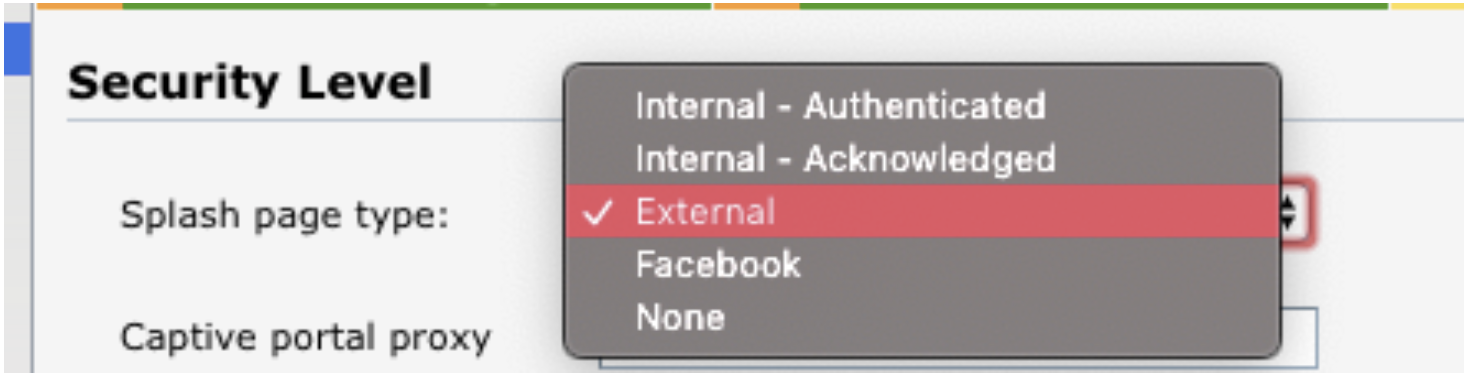 Security Level
Internal - Authenticated
Internal - Acknowledged
Splash page type:
External
Facebook
None
Captive portal proxy